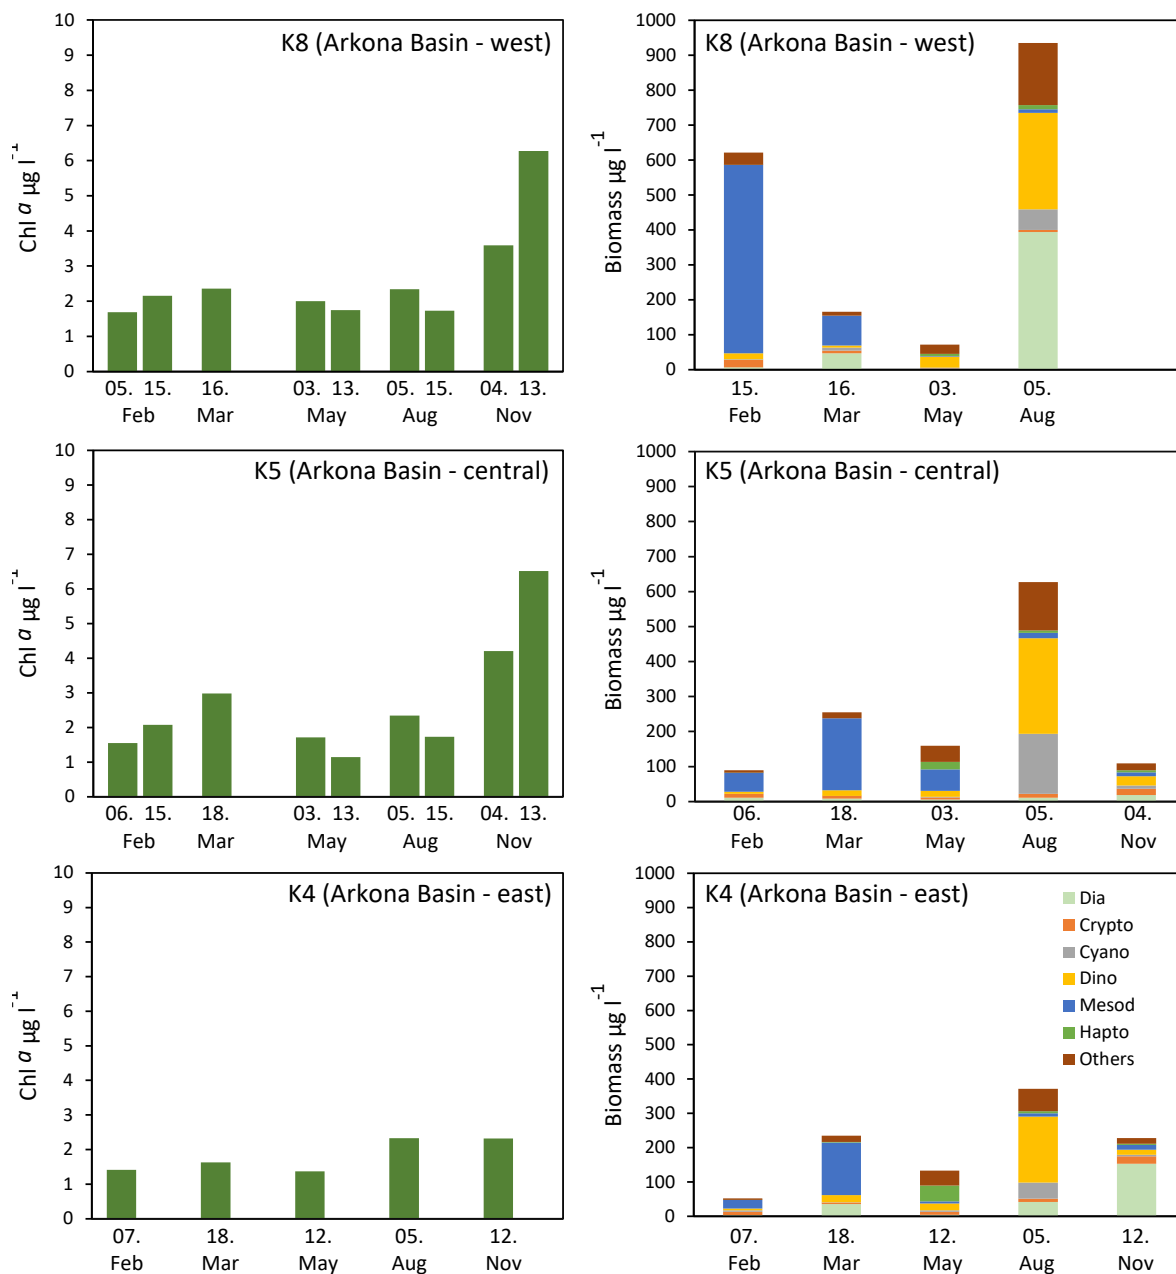 K8 (Arkona Basin - west)
Chl a µg l-1
10
9
8
7
6
5
4
3
2
1
0
05. 15. 16. 03. 13. 05. 15. 04. 13.
Feb Mar May Aug Nov
K8 (Arkona Basin - west)
Biomass µg l-1
1000
900
800
700
600
500
400
300
200
100
0
15. 16. 03. 05.
Feb Mar May Aug
K5 (Arkona Basin - central)
Chl a µg l-1
10
9
8
7
6
5
4
3
2
1
0
06. 15. 18. 03. 13. 05. 15. 04. 13.
Feb Mar May Aug Nov
K5 (Arkona Basin - central)
Biomass µg l-1
1000
900
800
700
600
500
400
300
200
100
0
06. 18. 03. 05. 04.
Feb Mar May Aug Nov
K4 (Arkona Basin - east)
Chl a µg l-1
10
9
8
7
6
5
4
3
2
1
0
07. 18. 12. 05. 12.
Feb Mar May Aug Nov
K4 (Arkona Basin - east)
Biomass µg l-1
1000
900
800
700
600
500
400
300
200
100
0
Dia
Crypto
Cyano
Dino
Mesod
Hapto
Others
07. 18. 12. 05. 12.
Feb Mar May Aug Nov